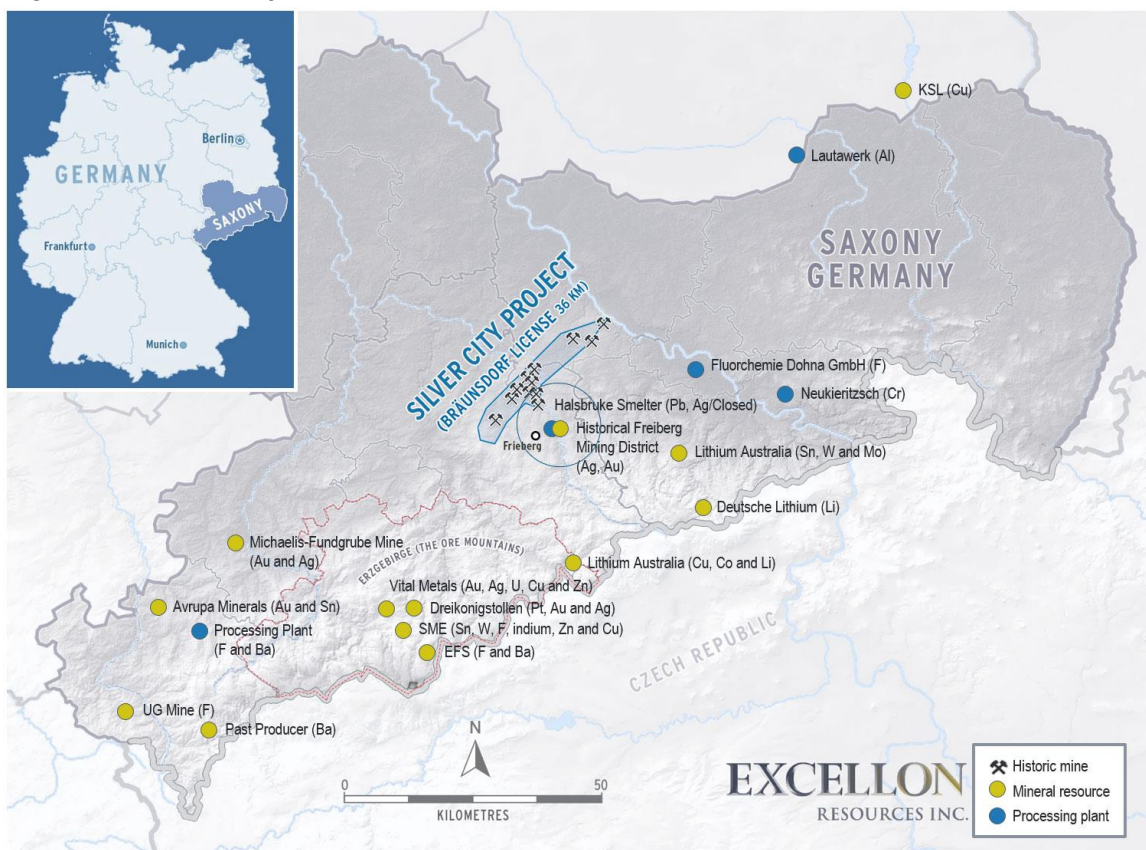 Berlin
GERMANY
SAXONY
Frankfurt
Munich
KSL (Cu)
Lautawerk (Al)
SAXONY
GERMANY
SILVER CITY PROJECT
(BRÄUNSDORF LICENSE 36 KM)
Fluorchemie Dohna GmbH (F)
Neukieritzsch (Cr)
Halsbruke Smelter (Pb, Ag/Closed)
Frieberg
Historical Freiberg
Mining District
(Ag, Au)
Lithium Australia (Sn, W and Mo)
Deutsche Lithium (Li)
Michaelis-Fundgrube Mine
(Au and Ag)
ERZGEBIRGE (THE ORE MOUNTAINS)
Lithium Australia (Cu, Co and Li)
Vital Metals (Au, Ag, U, Cu and Zn)
Avrupa Minerals (Au and Sn)
Dreikonigstollen (Pt, Au and Ag)
Processing Plant
(F and Ba)
SME (Sn, W, F, indium, Zn and Cu)
EFS (F and Ba)
CZECH REPUBLIC
UG Mine (F)
Past Producer (Ba)
N
0 50
KILOMETRES
EXCELLON
RESOURCES INC.
Historic mine
Mineral resource
Processing plant